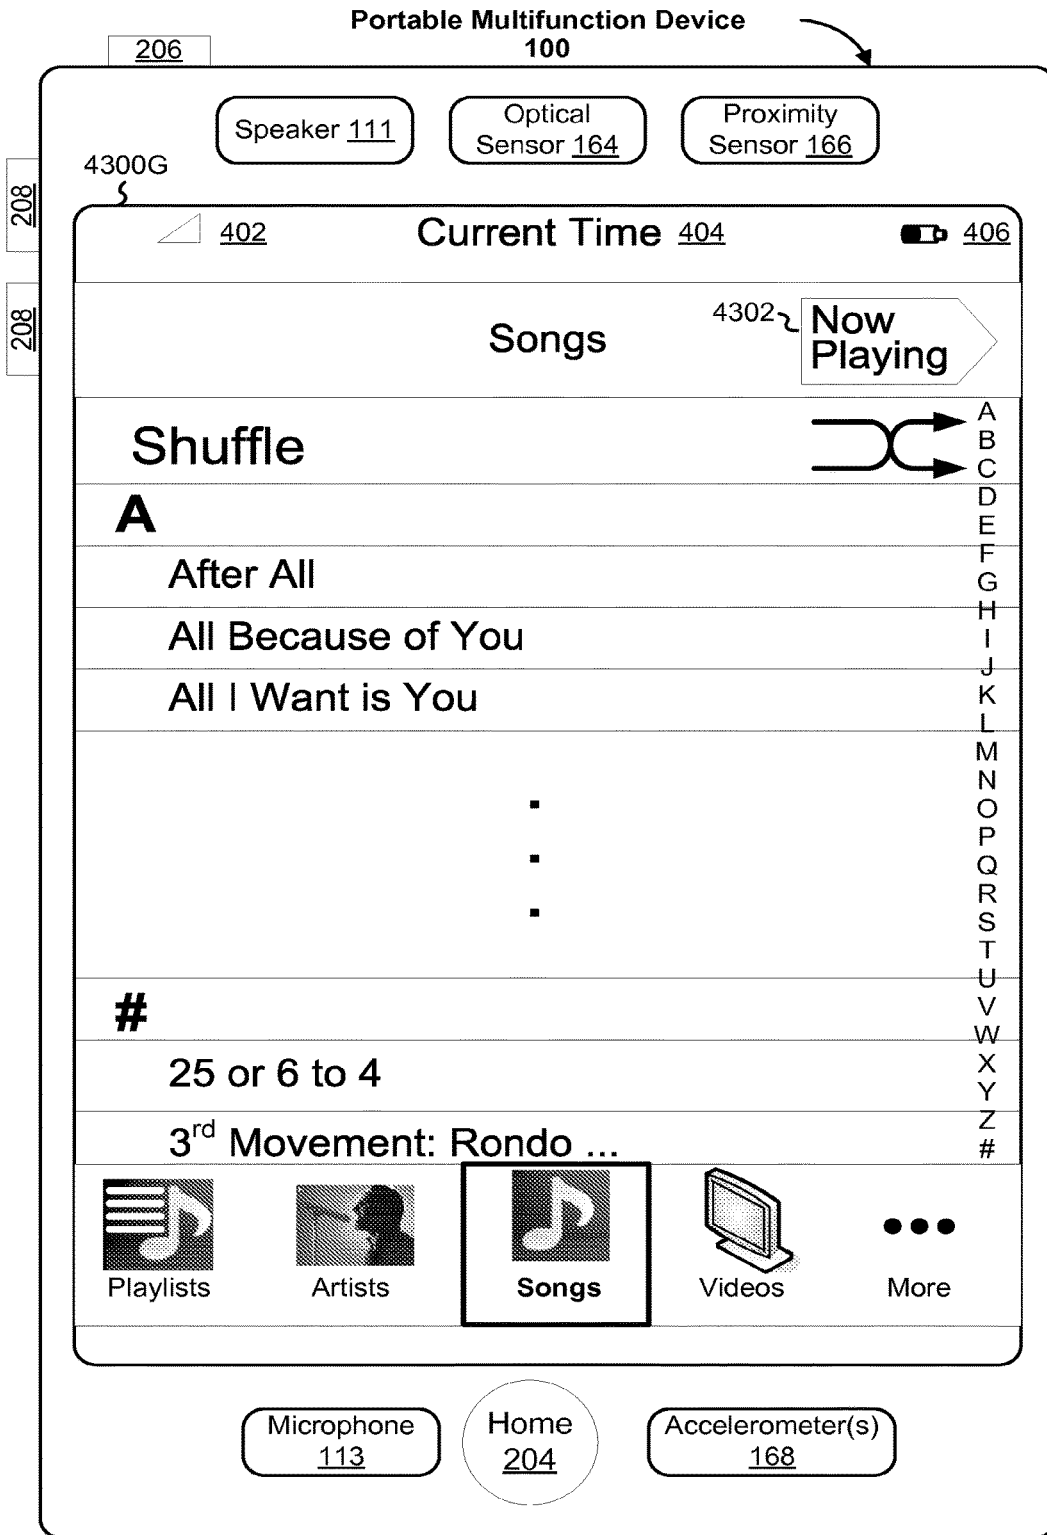 Portable Multifunction Device
100
206
Speaker 111
Optical
Sensor 164
Proximity
Sensor 166
4300G
208
208
402
Current Time 404
406
Songs
4302
Now
Playing
Shuffle
A
After All
All Because of You
All I Want is You
#
25 or 6 to 4
3rd Movement: Rondo ...
A
B
C
D
E
F
G
H
I
J
K
L
M
N
O
P
Q
R
S
T
U
V
W
X
Y
Z
#
Playlists
Artists
Songs
Videos
More
Microphone
113
Home
204
Accelerometer(s)
168